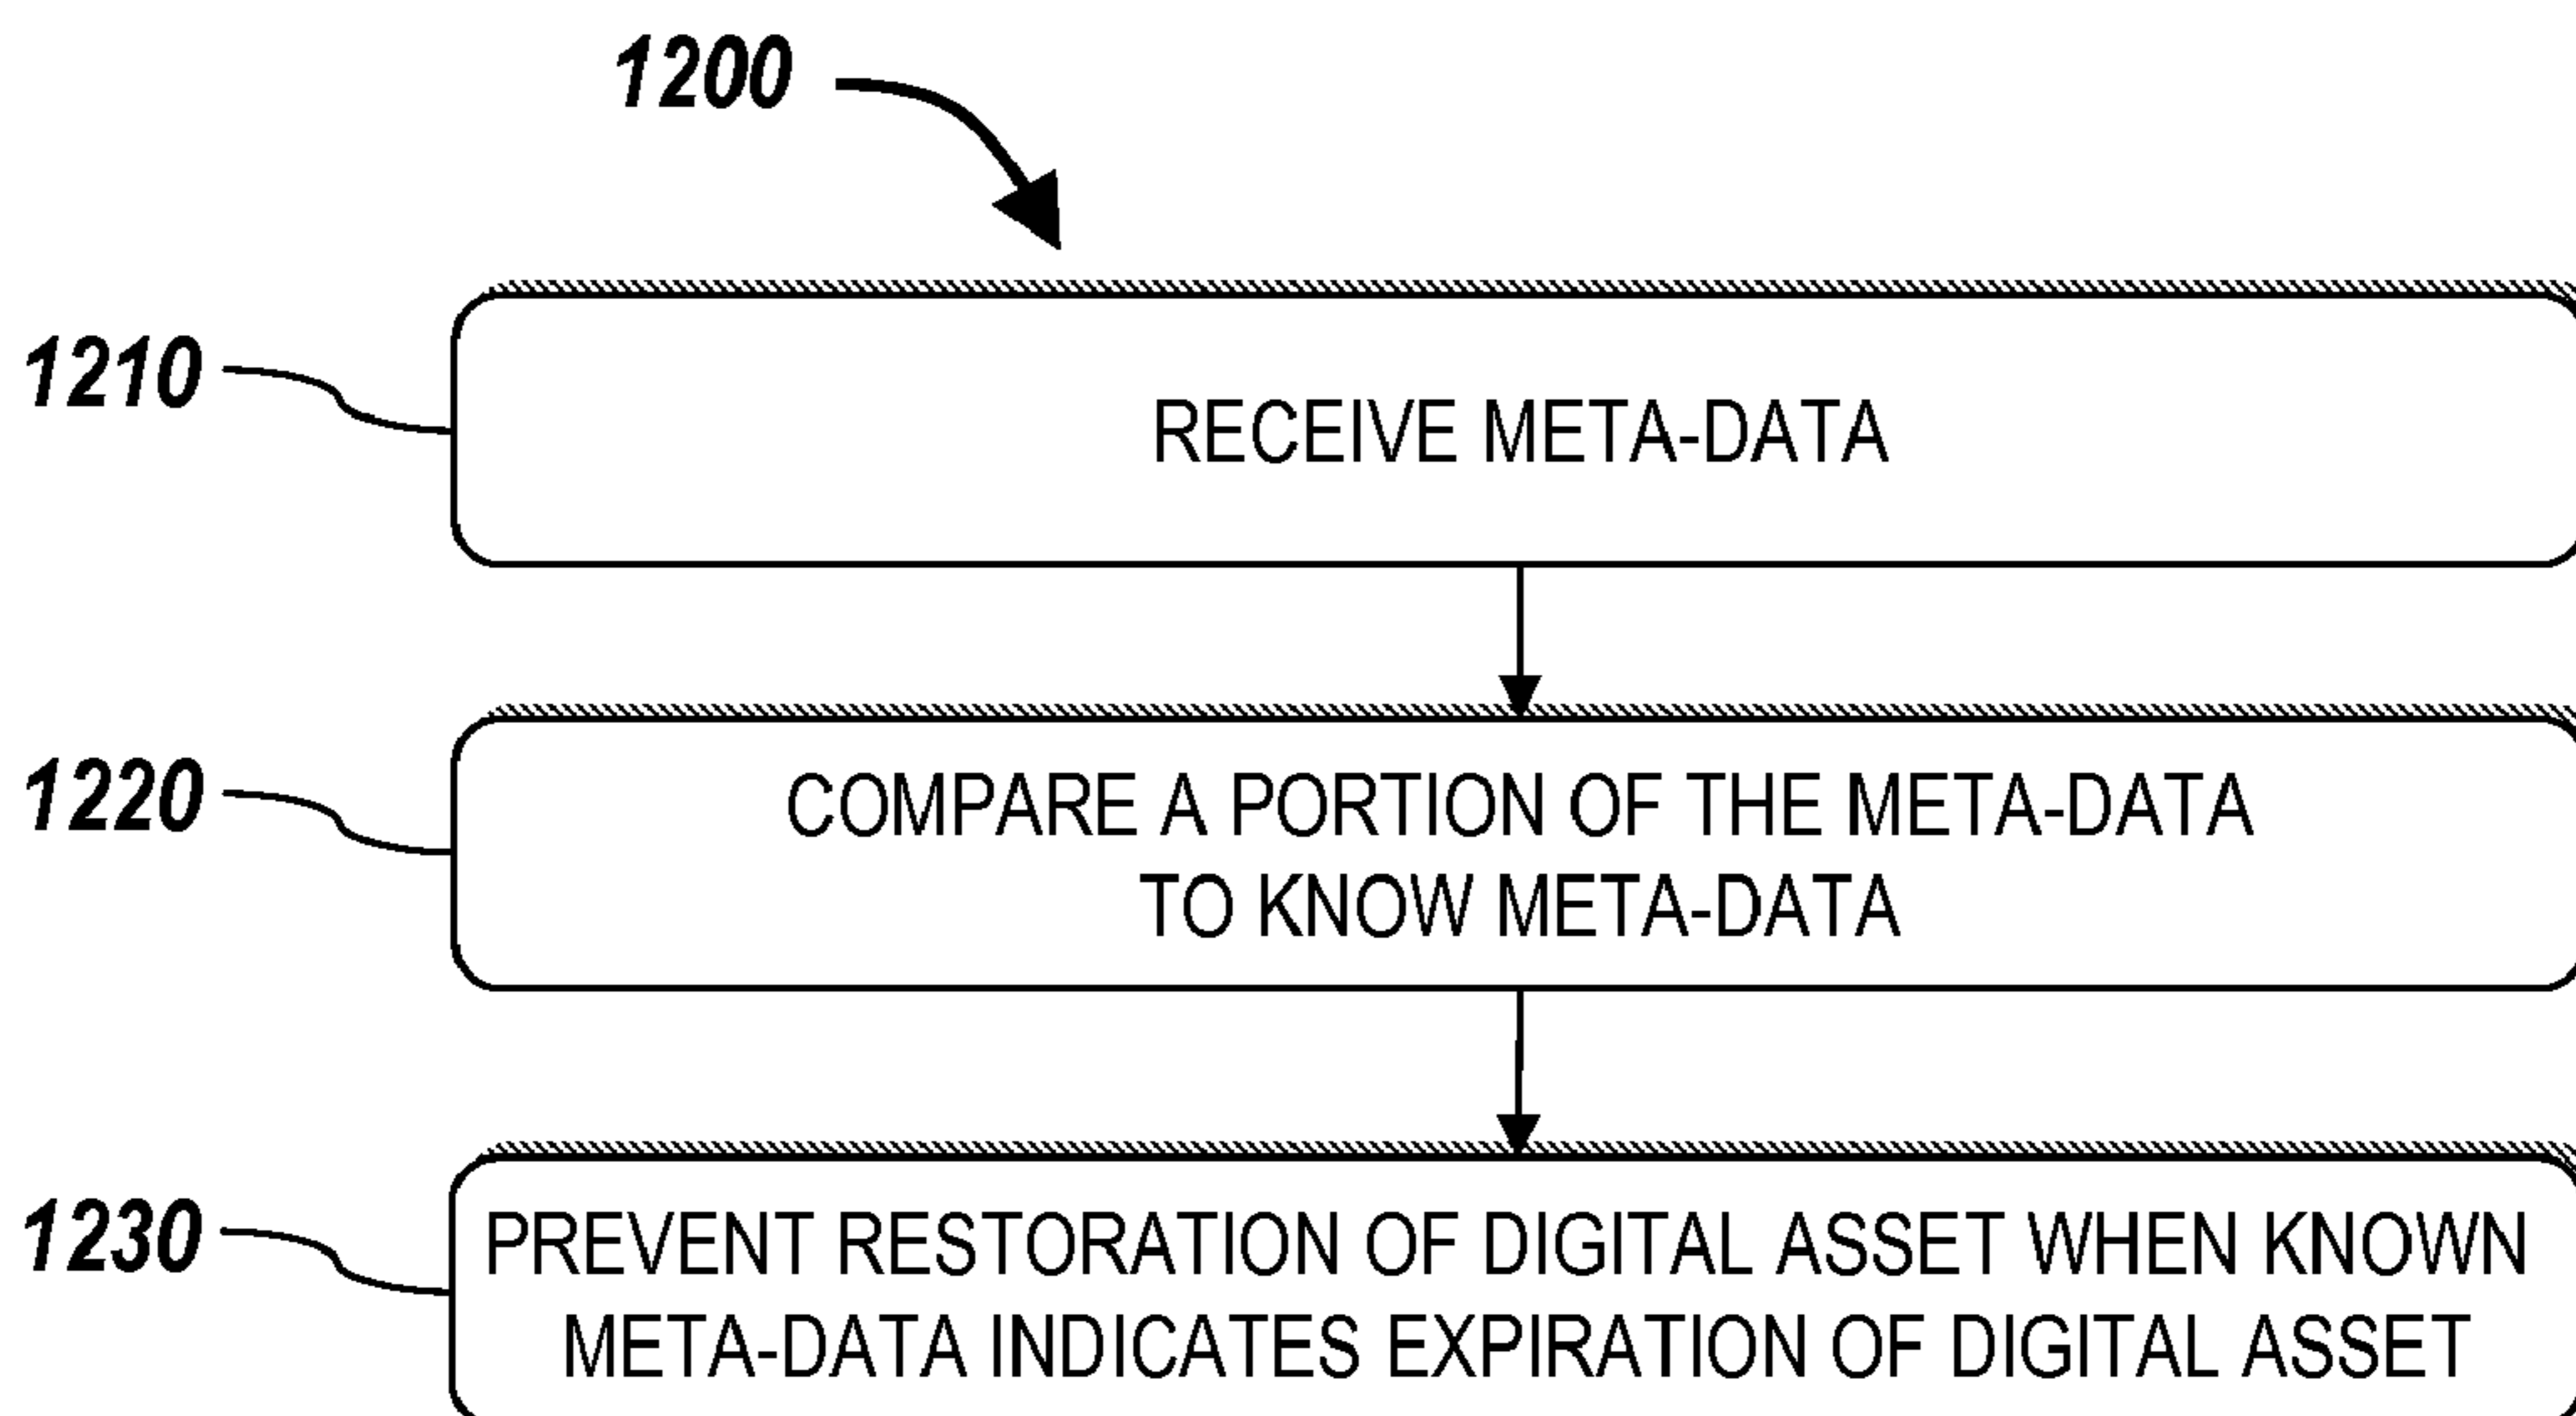 1200
1210
RECEIVE META-DATA
1220
COMPARE A PORTION OF THE META-DATA
TO KNOW META-DATA
1230
PREVENT RESTORATION OF DIGITAL ASSET WHEN KNOWN
META-DATA INDICATES EXPIRATION OF DIGITAL ASSET